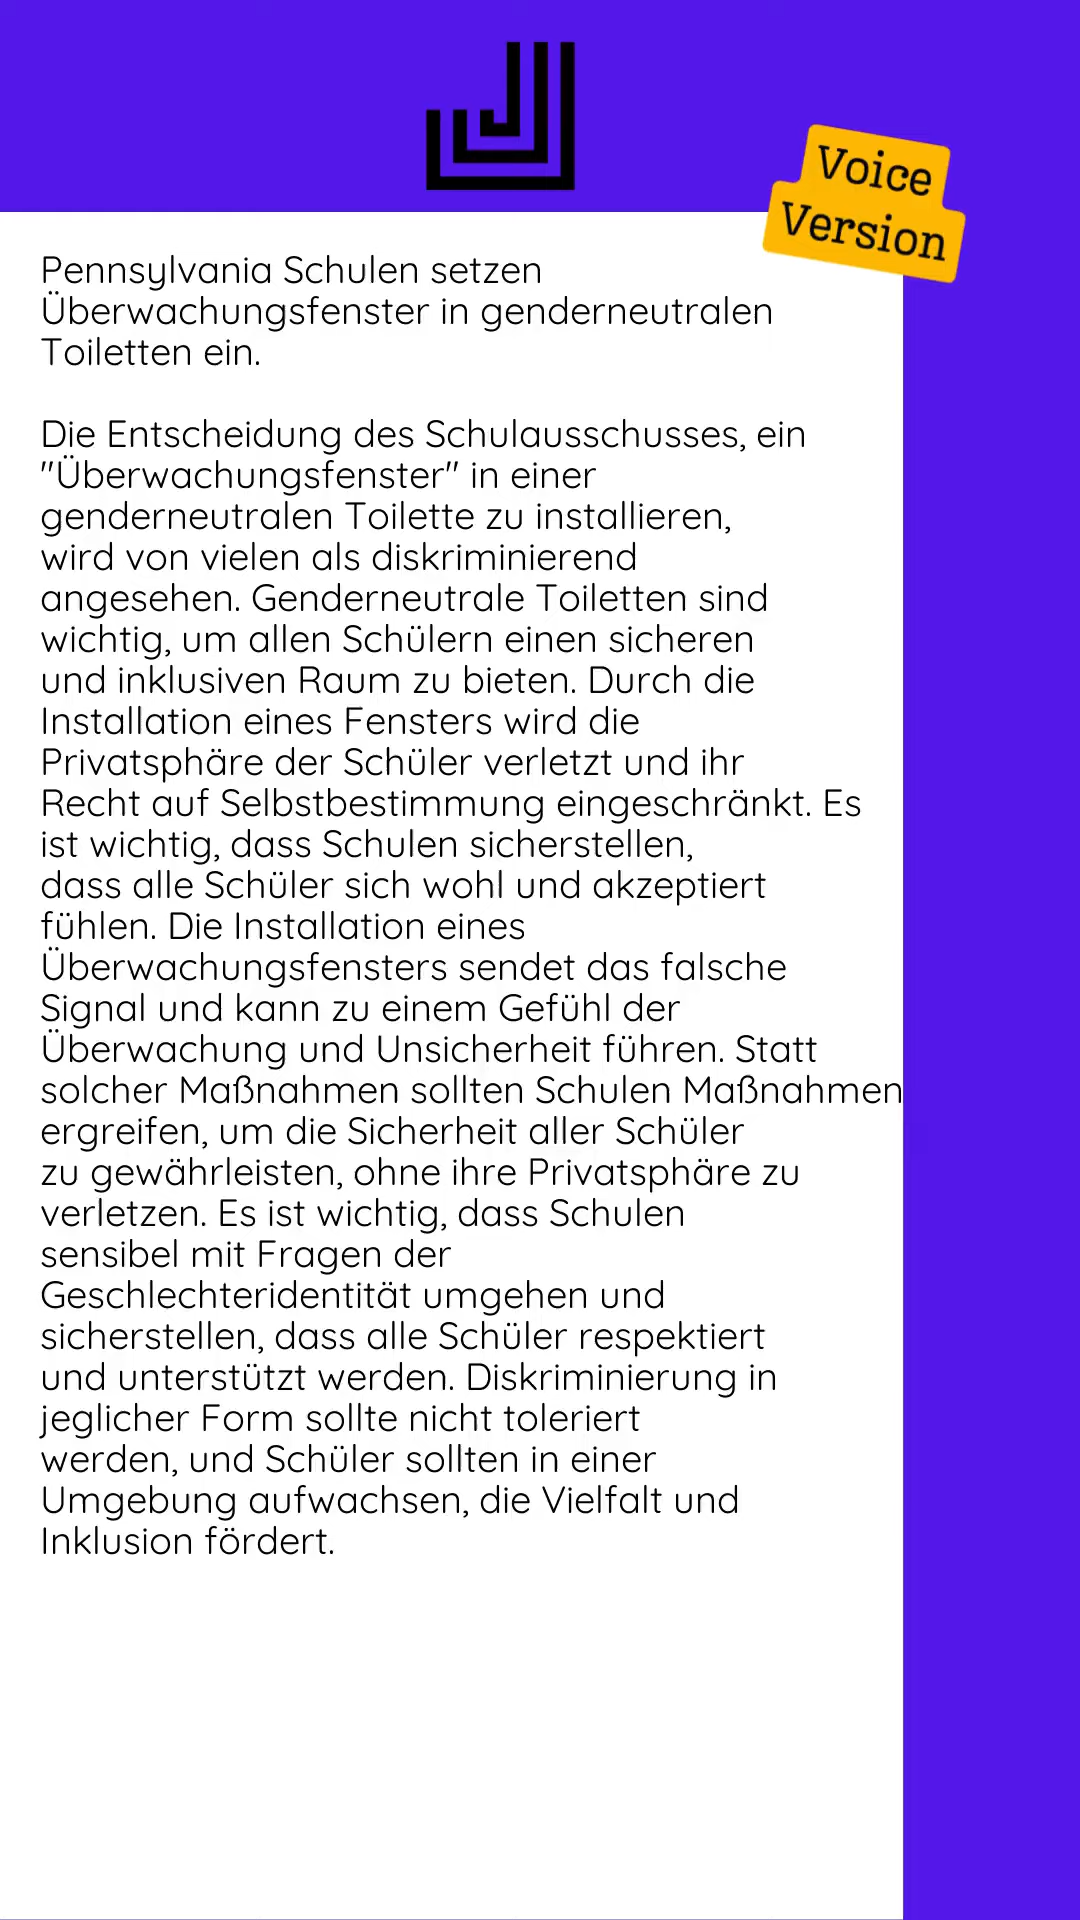 Voice
Version
Pennsylvania Schulen setzen
Überwachungsfenster in genderneutralen
Toiletten ein.
Die Entscheidung des Schulausschusses, ein
"Überwachungsfenster" in einer
genderneutralen Toilette zu installieren,
wird von vielen als diskriminierend
angesehen. Genderneutrale Toiletten sind
wichtig, um allen Schülern einen sicheren
und inklusiven Raum zu bieten. Durch die
Installation eines Fensters wird die
Privatsphäre der Schüler verletzt und ihr
Recht auf Selbstbestimmung eingeschränkt. Es
ist wichtig, dass Schulen sicherstellen,
dass alle Schüler sich wohl und akzeptiert
fühlen. Die Installation eines
Überwachungsfensters sendet das falsche
Signal und kann zu einem Gefühl der
Überwachung und Unsicherheit führen. Statt
solcher Maßnahmen sollten Schulen Maßnahmen
ergreifen, um die Sicherheit aller Schüler
zu gewährleisten, ohne ihre Privatsphäre zu
verletzen. Es ist wichtig, dass Schulen
sensibel mit Fragen der
Geschlechteridentität umgehen und
sicherstellen, dass alle Schüler respektiert
und unterstützt werden. Diskriminierung in
jeglicher Form sollte nicht toleriert
werden, und Schüler sollten in einer
Umgebung aufwachsen, die Vielfalt und
Inklusion fördert.